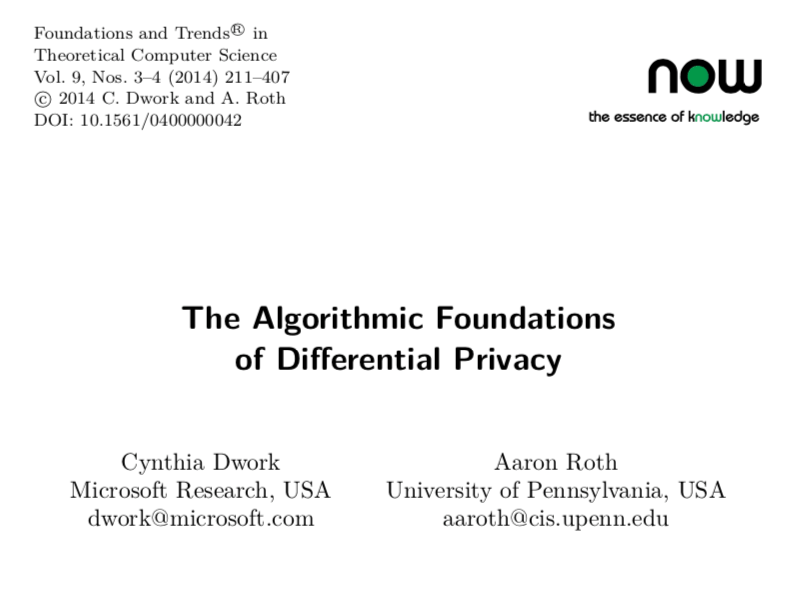 Foundations and Trends® in
Theoretical Computer Science
Vol. 9, Nos. 3–4 (2014) 211–407
© 2014 C. Dwork and A. Roth
DOI: 10.1561/0400000042
now
the essence of knowledge
The Algorithmic Foundations
of Differential Privacy
Cynthia Dwork
Microsoft Research, USA
dwork@microsoft.com
Aaron Roth
University of Pennsylvania, USA
aaroth@cis.upenn.edu